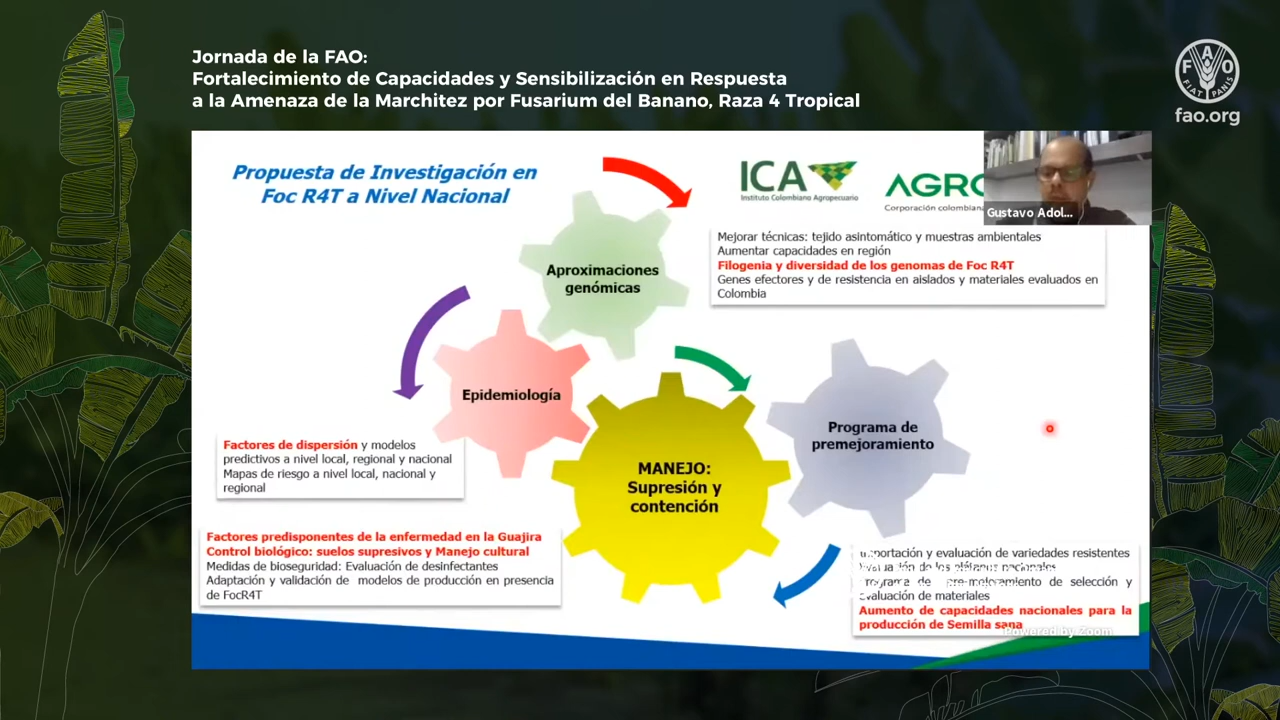 Jornada de la FAO:
Fortalecimiento de Capacidades y Sensibilización en Respuesta
a la Amenaza de la Marchitez por Fusarium del Banano, Raza 4 Tropical
FAO
FIAT PANIS
fao.org
Propuesta de Investigación en
Foc R4T a Nivel Nacional
ICA
Instituto Colombiano Agropecuario
AGRO
Corporación colombiana
Gustavo Adol...
Mejorar técnicas: tejido asintomático y muestras ambientales
Aumentar capacidades en región
Filogenia y diversidad de los genomas de Foc R4T
Genes efectores y de resistencia en aislados y materiales evaluados en
Colombia
Aproximaciones
genómicas
Epidemiología
Programa de
premejoramiento
MANEJO:
Supresión y
contención
Factores de dispersión y modelos
predictivos a nivel local, regional y nacional
Mapas de riesgo a nivel local, nacional y
regional
Factores predisponentes de la enfermedad en la Guajira
Control biológico: suelos supresivos y Manejo cultural
Medidas de bioseguridad: Evaluación de desinfectantes
Adaptación y validación de modelos de producción en presencia
de FocR4T
Importación y evaluación de variedades resistentes
Evaluación de los plátanos nacionales
Programa de pre-mejoramiento de selección y
evaluación de materiales
Aumento de capacidades nacionales para la
producción de Semilla sana
Powered by Zoom